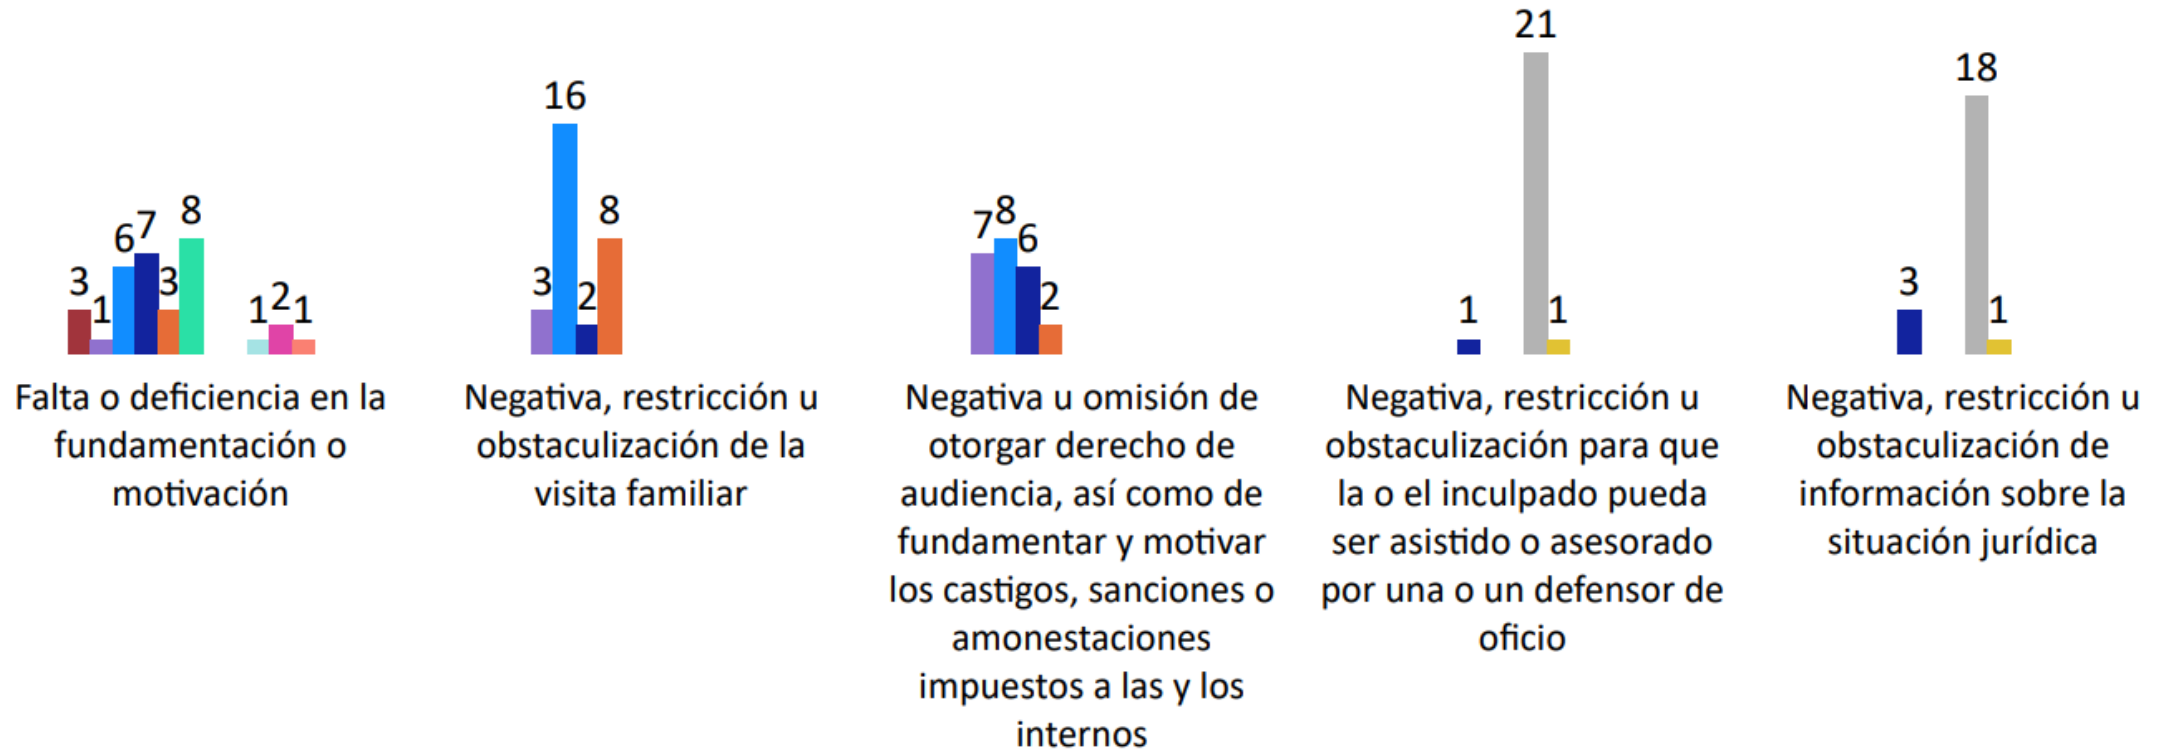 21
18
16
8
8
8
7
7
6
6
3
3
3
2
3
1
1
2
1
2
1
1
1
Falta o deficiencia en la
fundamentación o
motivación
Negativa, restricción u
obstaculización de la
visita familiar
Negativa u omisión de
otorgar derecho de
audiencia, así como de
fundamentar y motivar
los castigos, sanciones o
amonestaciones
impuestos a las y los
internos
Negativa, restricción u
obstaculización para que
la o el inculpado pueda
ser asistido o asesorado
por una o un defensor de
oficio
Negativa, restricción u
obstaculización de
información sobre la
situación jurídica